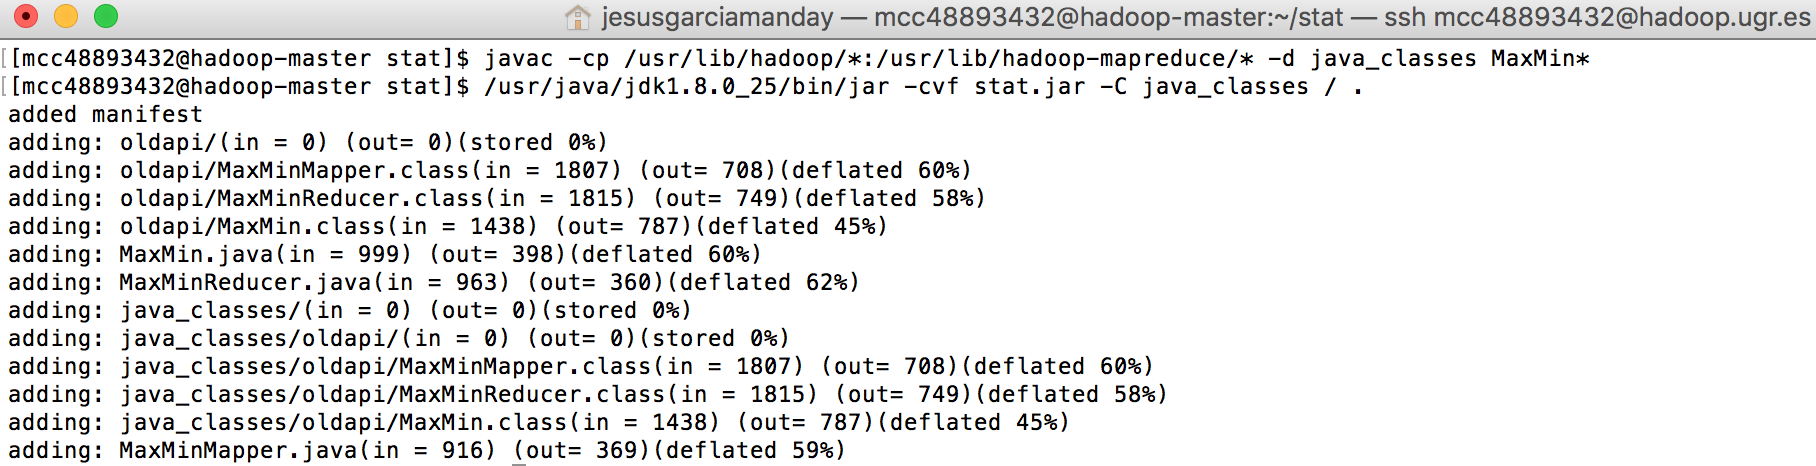 jesusgarciamanday — mcc48893432@hadoop-master:~/stat — ssh mcc48893432@hadoop.ugr.es
[[mcc48893432@hadoop-master stat]$ javac -cp /usr/lib/hadoop/*:/usr/lib/hadoop-mapreduce/* -d java_classes MaxMin*
[[mcc48893432@hadoop-master stat]$ /usr/java/jdk1.8.0_25/bin/jar -cvf stat.jar -C java_classes / .
added manifest
adding: oldapi/(in = 0) (out= 0)(stored 0%)
adding: oldapi/MaxMinMapper.class(in = 1807) (out= 708)(deflated 60%)
adding: oldapi/MaxMinReducer.class(in = 1815) (out= 749)(deflated 58%)
adding: oldapi/MaxMin.class(in = 1438) (out= 787)(deflated 45%)
adding: MaxMin.java(in = 999) (out= 398)(deflated 60%)
adding: MaxMinReducer.java(in = 963) (out= 360)(deflated 62%)
adding: java_classes/(in = 0) (out= 0)(stored 0%)
adding: java_classes/oldapi/(in = 0) (out= 0)(stored 0%)
adding: java_classes/oldapi/MaxMinMapper.class(in = 1807) (out= 708)(deflated 60%)
adding: java_classes/oldapi/MaxMinReducer.class(in = 1815) (out= 749)(deflated 58%)
adding: java_classes/oldapi/MaxMin.class(in = 1438) (out= 787)(deflated 45%)
adding: MaxMinMapper.java(in = 916) (out= 369)(deflated 59%)